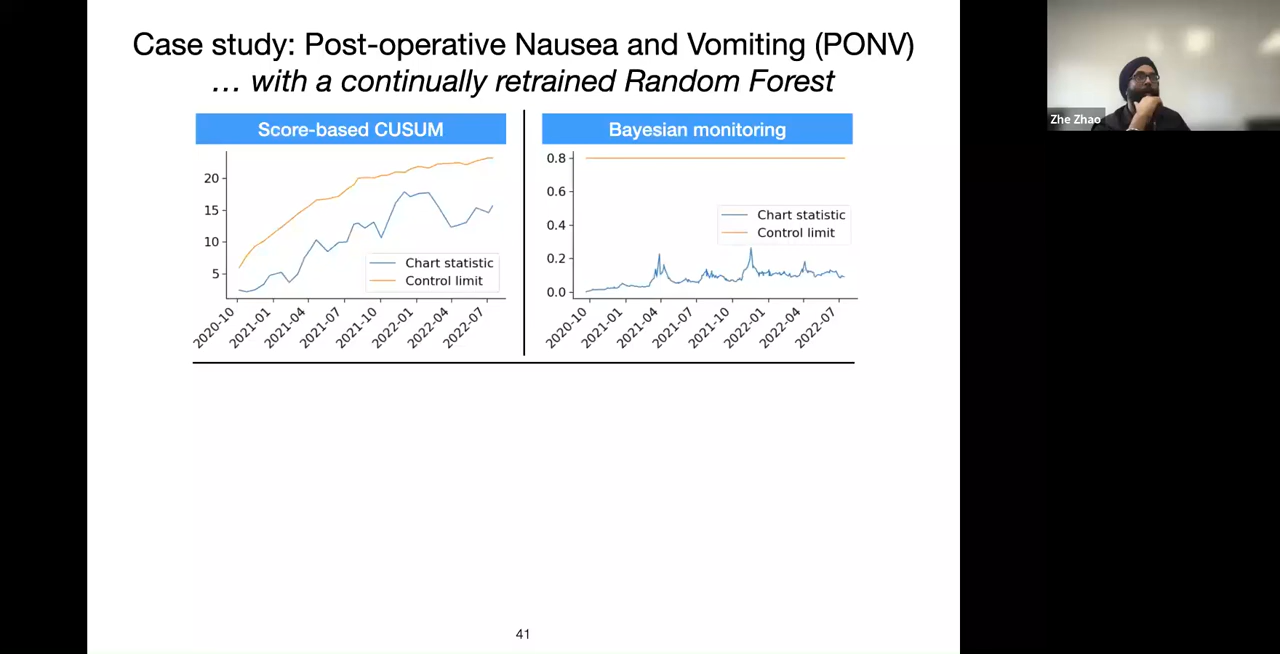 Case study: Post-operative Nausea and Vomiting (PONV)
… with a continually retrained Random Forest
Score-based CUSUM
20
15
10
5
Chart statistic
Control limit
2020-10
2021-01
2021-04
2021-07
2021-10
2022-01
2022-04
2022-07
Bayesian monitoring
0.8
0.6
0.4
0.2
0.0
Chart statistic
Control limit
2020-10
2021-01
2021-04
2021-07
2021-10
2022-01
2022-04
2022-07
41
Zhe Zhao